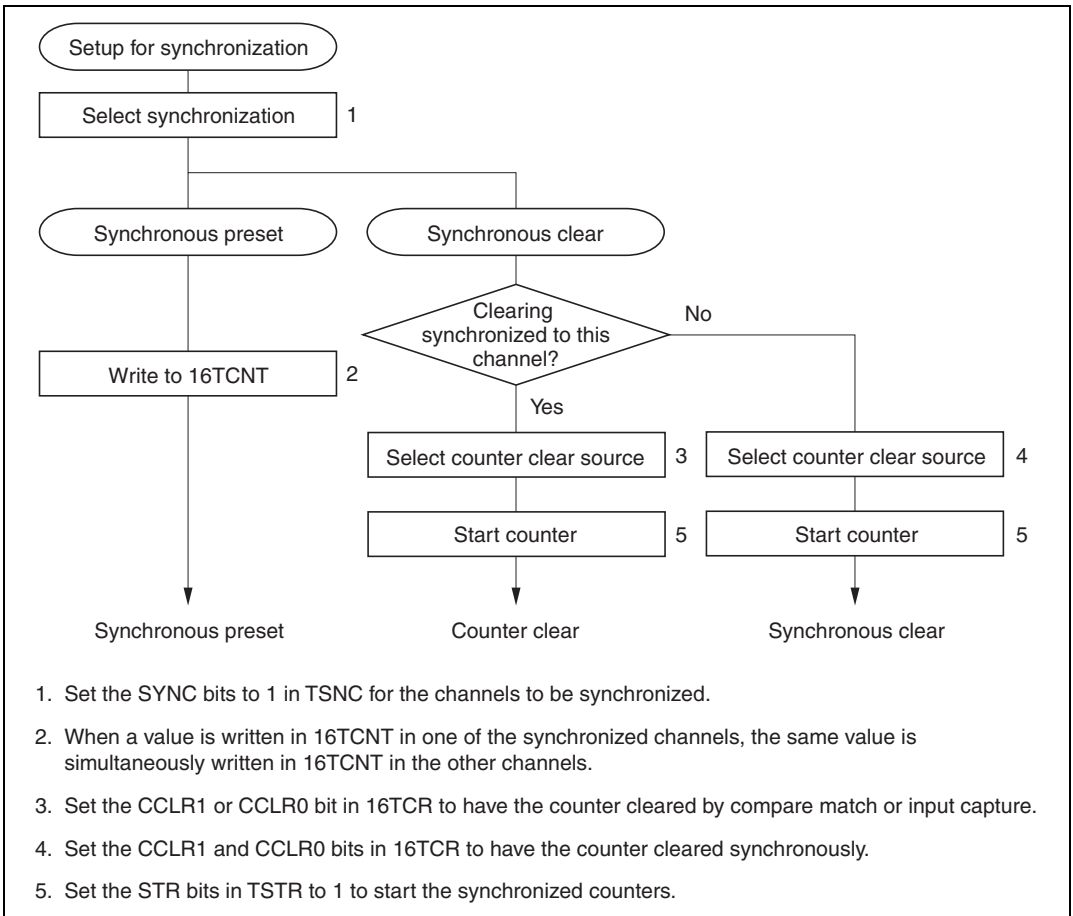 Setup for synchronization
Select synchronization 1
Synchronous preset
Synchronous clear
Clearing
synchronized to this
channel?
No
Write to 16TCNT 2
Yes
Select counter clear source 3
Select counter clear source 4
Start counter 5
Start counter 5
Synchronous preset
Counter clear
Synchronous clear
1. Set the SYNC bits to 1 in TSNC for the channels to be synchronized.
2. When a value is written in 16TCNT in one of the synchronized channels, the same value is
simultaneously written in 16TCNT in the other channels.
3. Set the CCLR1 or CCLR0 bit in 16TCR to have the counter cleared by compare match or input capture.
4. Set the CCLR1 and CCLR0 bits in 16TCR to have the counter cleared synchronously.
5. Set the STR bits in TSTR to 1 to start the synchronized counters.